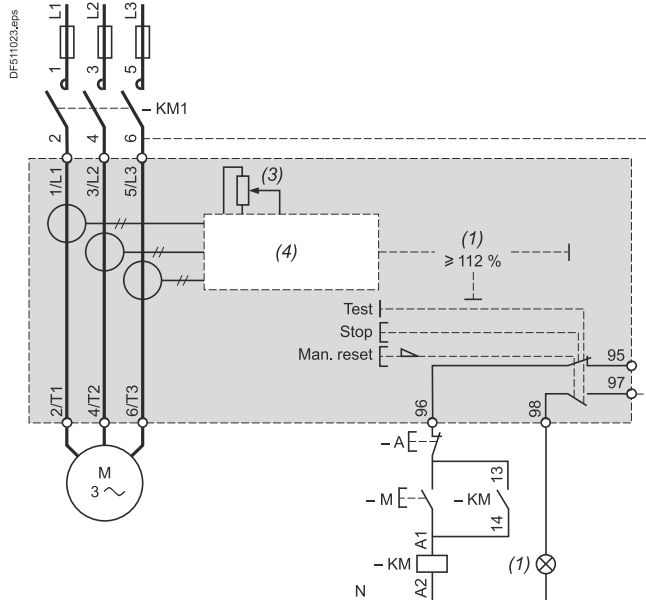 DF511023.eps
L1 L2 L3
1 3 5
– KM1
2 4 6
1/L1 3/L2 5/L3
(3)
(4)
(1)
⩾ 112 %
Test
Stop
Man. reset
95
97
2/T1 4/T2 6/T3
96 98
– A
M
3
– M
– KM
13
14
A1
– KM
(1)
A2
N